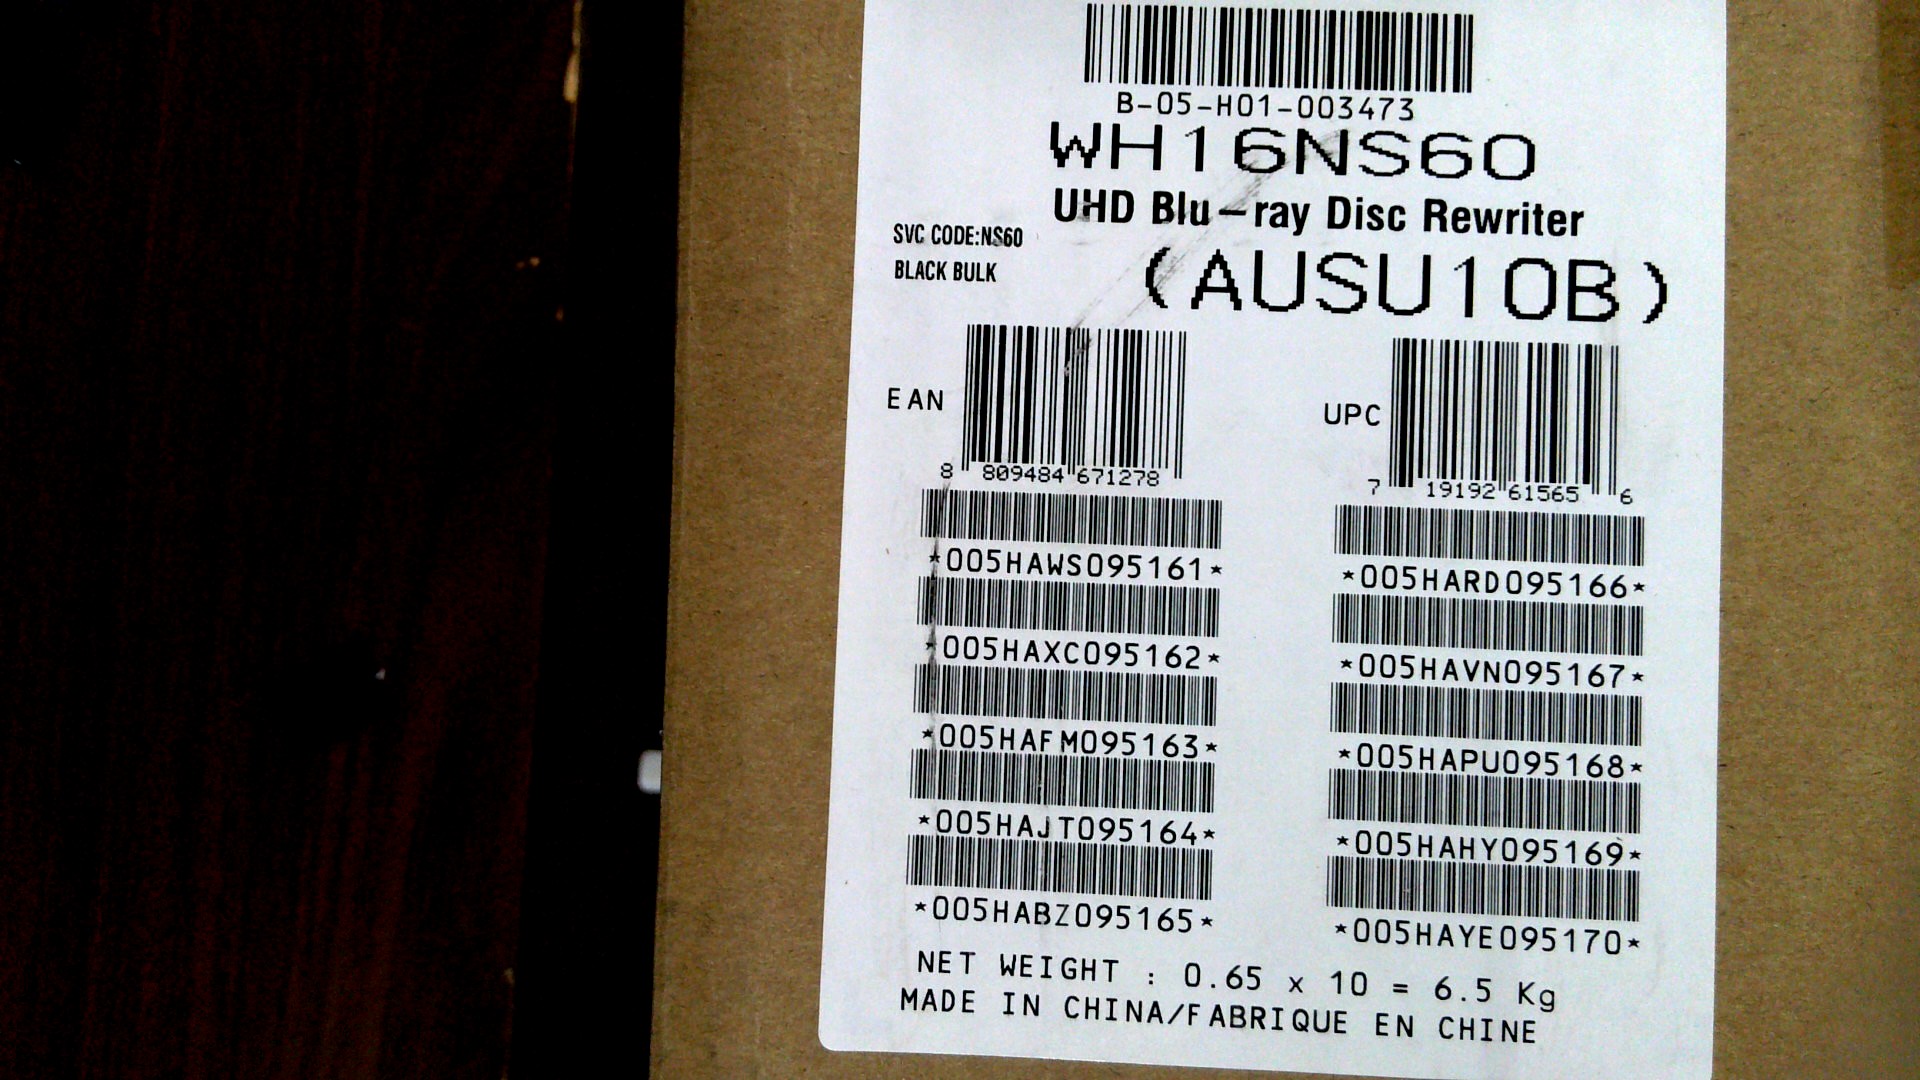 B-05-H01-003473
WH16NS60
UHD Blu-ray Disc Rewriter
SVC CODE:NS60
BLACK BULK
(AUSU10B)
EAN
8 809484 671278
UPC
7 19192 61565 6
*005HAWS095161*
*005HAXC095162*
*005HAFM095163*
*005HAJT095164*
*005HABZ095165*
*005HARD095166*
*005HAVN095167*
*005HAPU095168*
*005HAHY095169*
*005HAYE095170*
NET WEIGHT : 0.65 x 10 = 6.5 Kg
MADE IN CHINA/FABRIQUE EN CHINE